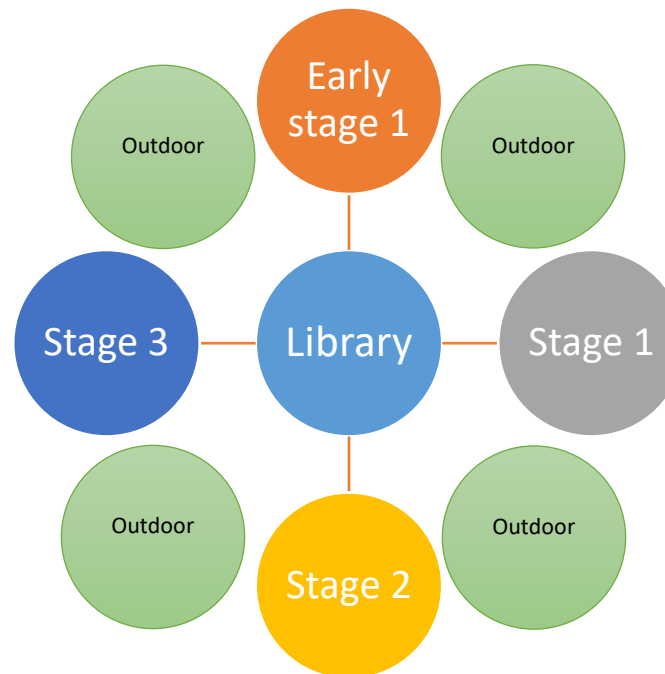 Early
stage 1
Outdoor
Outdoor
Stage 3
Library
Stage 1
Outdoor
Outdoor
Stage 2